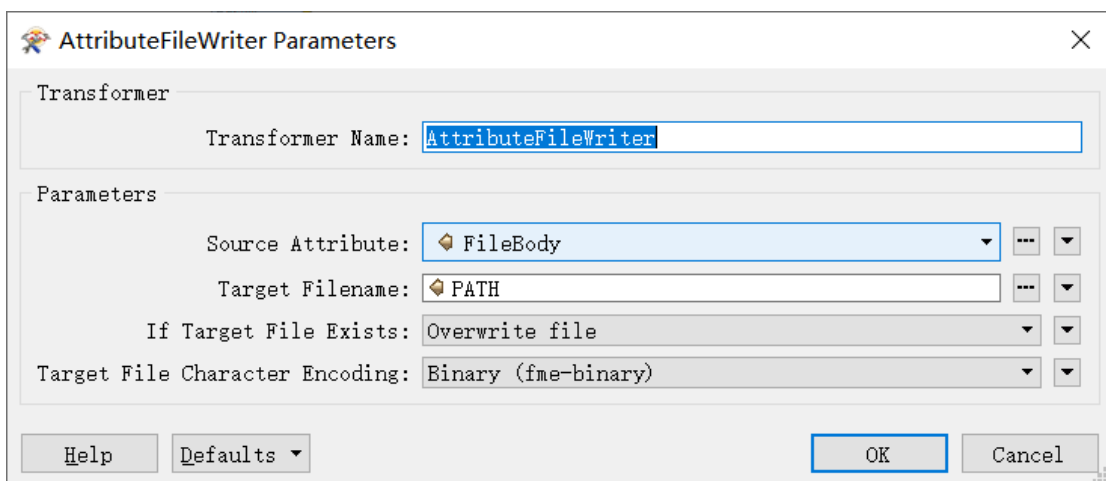 AttributeFileWriter Parameters
Transformer
Transformer Name: AttributeFileWriter
Parameters
Source Attribute: FileBody
Target Filename: PATH
If Target File Exists: Overwrite file
Target File Character Encoding: Binary (fme-binary)
Help Defaults OK Cancel